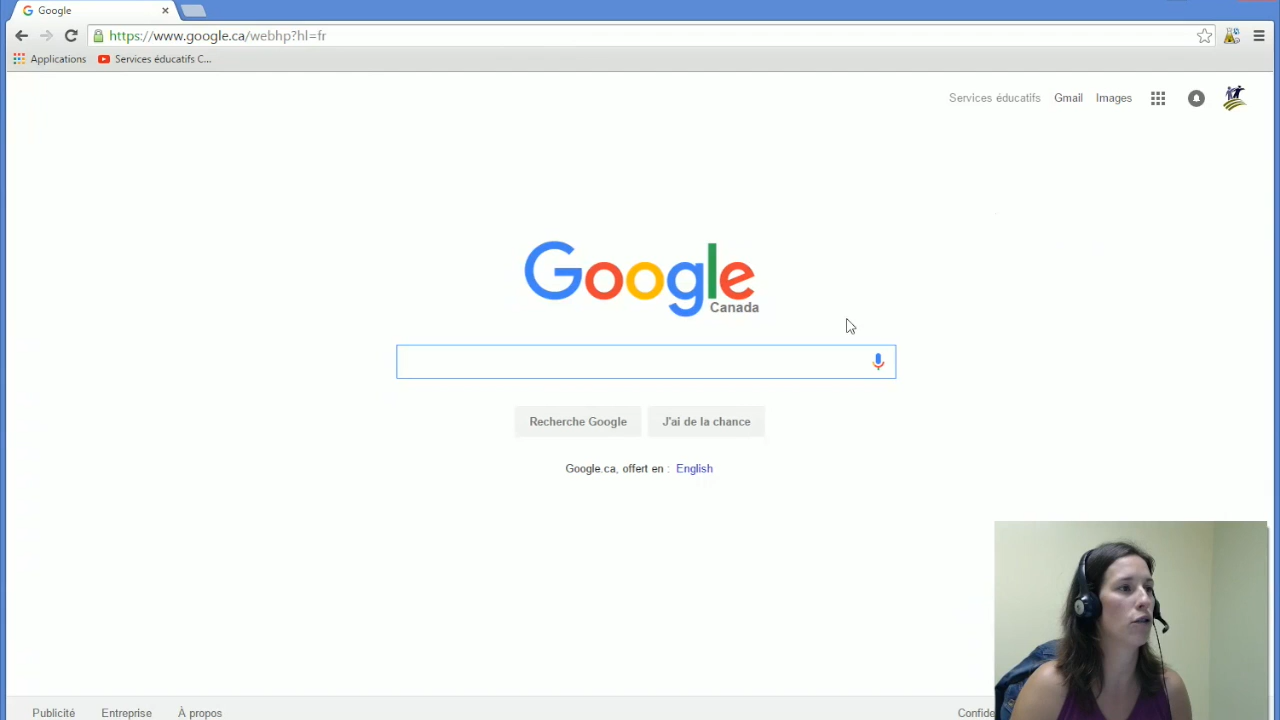 Google
https://www.google.ca/webhp?hl=fr
Applications Services éducatifs C...
Services éducatifs Gmail Images
Google
Canada
Recherche Google J'ai de la chance
Google.ca, offert en : English
Publicité Entreprise À propos Confide